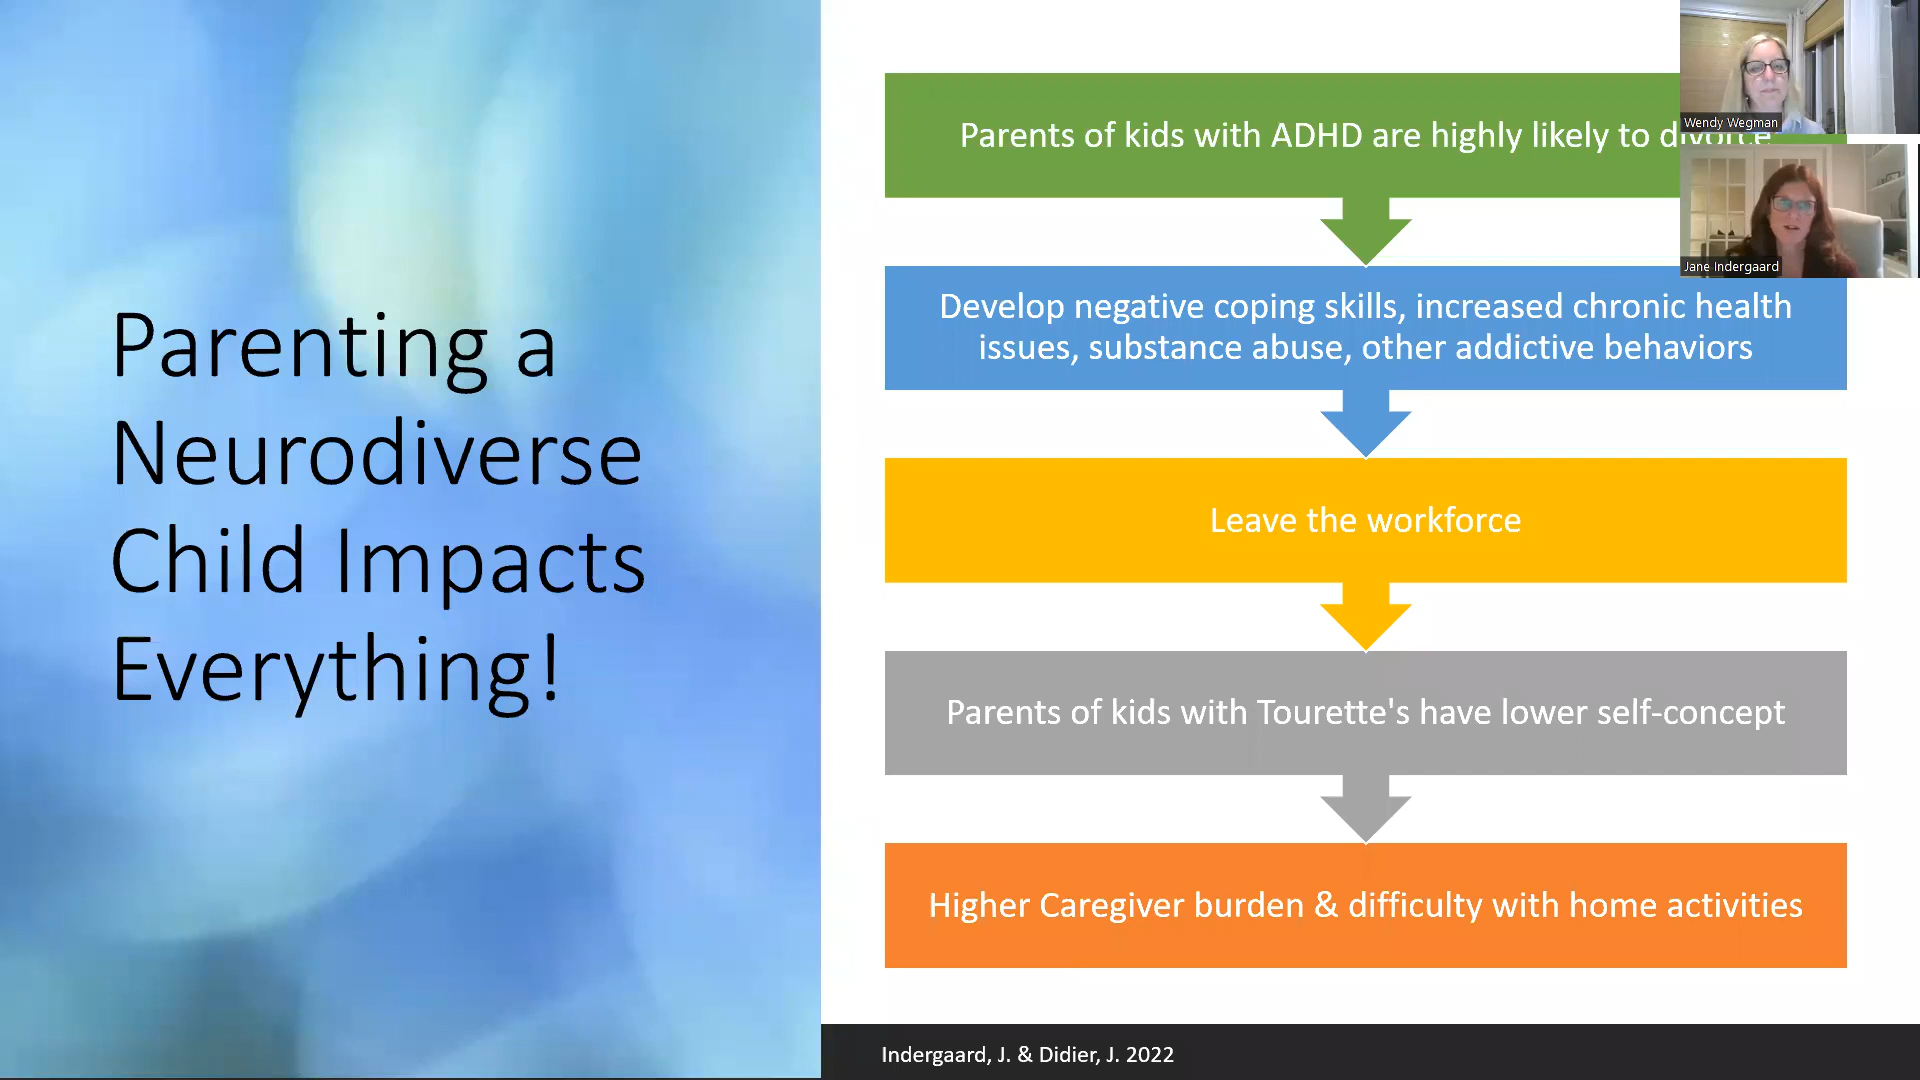 Parenting a
Neurodiverse
Child Impacts
Everything!
Parents of kids with ADHD are highly likely to divorce
Develop negative coping skills, increased chronic health
issues, substance abuse, other addictive behaviors
Leave the workforce
Parents of kids with Tourette's have lower self-concept
Higher Caregiver burden & difficulty with home activities
Indergaard, J. & Didier, J. 2022
Wendy Wegman
Jane Indergaard